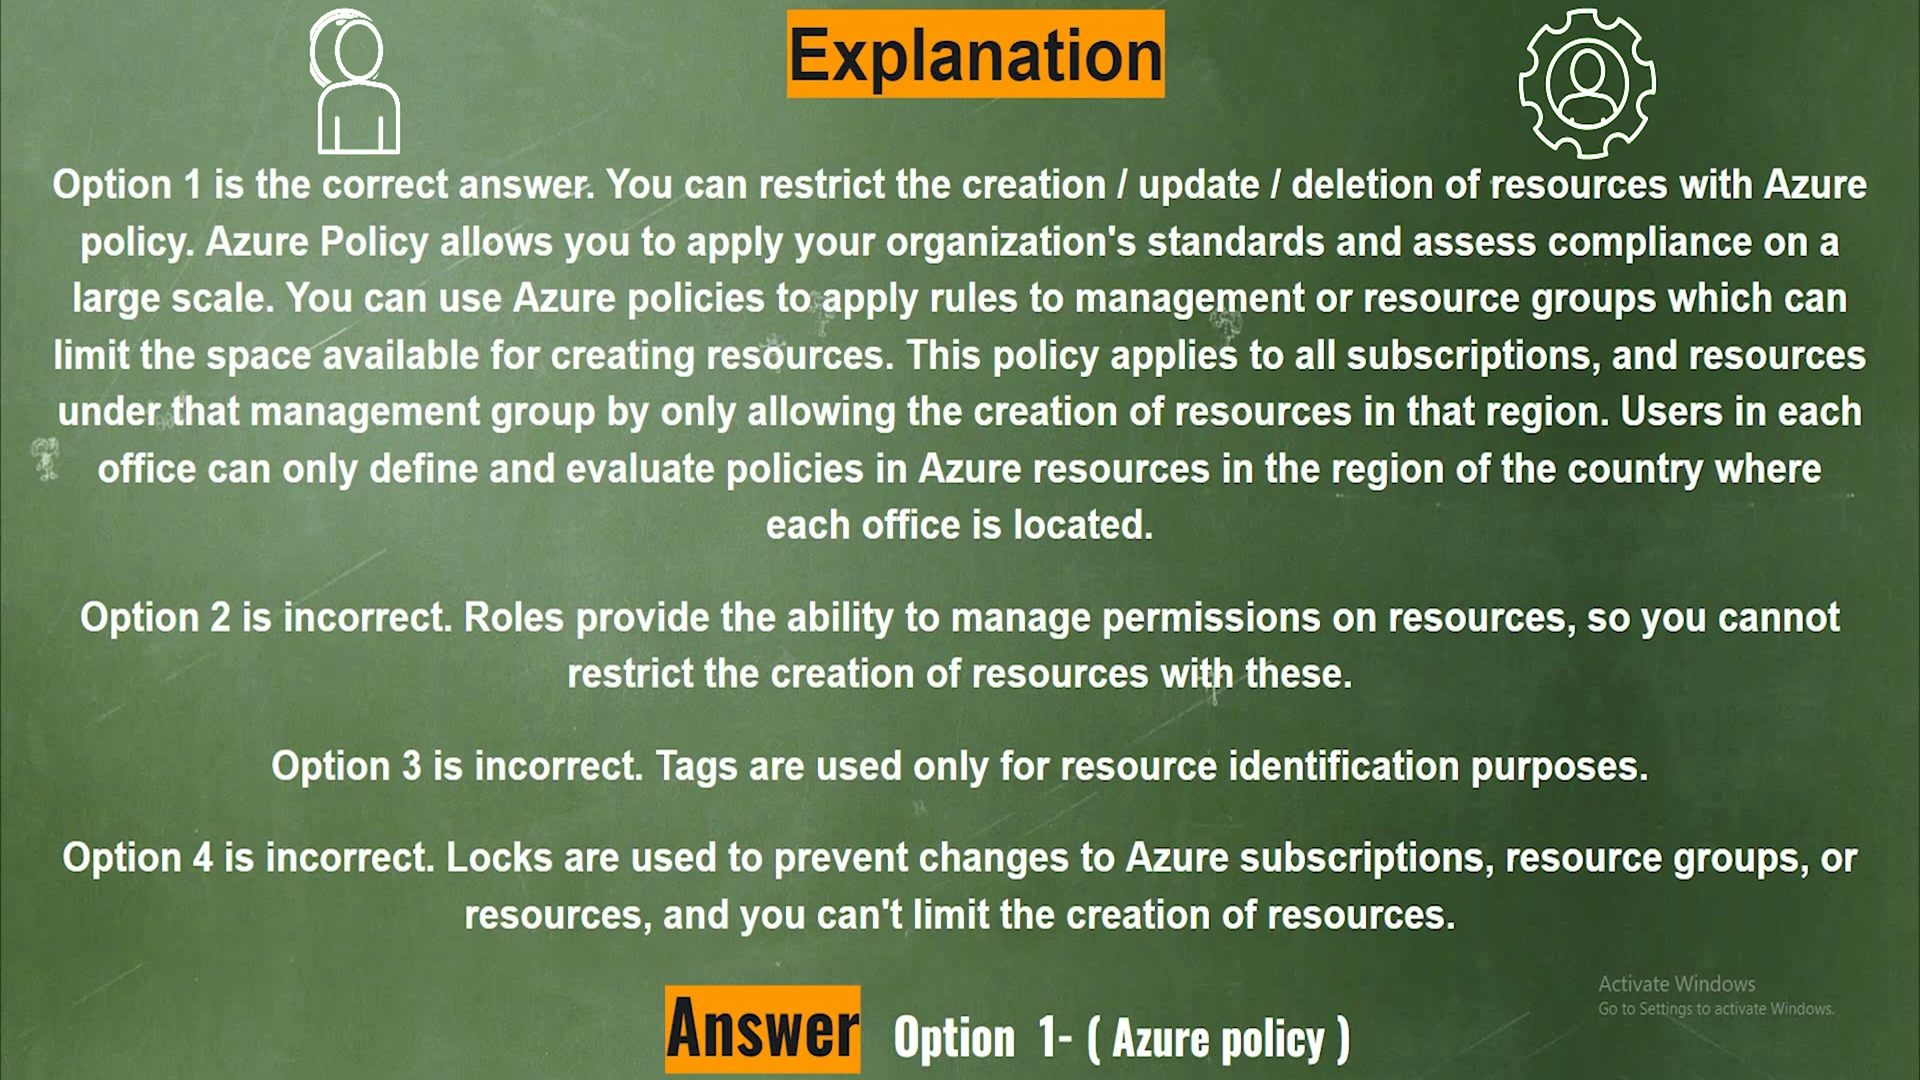 Explanation
Option 1 is the correct answer. You can restrict the creation / update / deletion of resources with Azure
policy. Azure Policy allows you to apply your organization's standards and assess compliance on a
large scale. You can use Azure policies to apply rules to management or resource groups which can
limit the space available for creating resources. This policy applies to all subscriptions, and resources
under that management group by only allowing the creation of resources in that region. Users in each
office can only define and evaluate policies in Azure resources in the region of the country where
each office is located.
Option 2 is incorrect. Roles provide the ability to manage permissions on resources, so you cannot
restrict the creation of resources with these.
Option 3 is incorrect. Tags are used only for resource identification purposes.
Option 4 is incorrect. Locks are used to prevent changes to Azure subscriptions, resource groups, or
resources, and you can't limit the creation of resources.
Activate Windows
Go to Settings to activate Windows.
Answer Option 1- ( Azure policy )